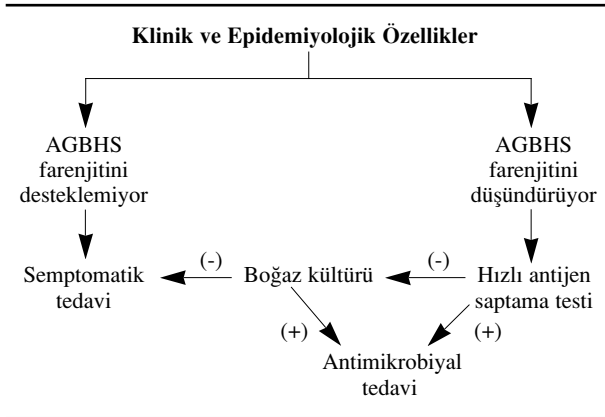 Klinik ve Epidemiyolojik Özellikler
AGBHS
farenjitini
desteklemiyor
AGBHS
farenjitini
düşündürüyor
Semptomatik
tedavi
(-)
Boğaz kültürü
(-)
Hızlı antijen
saptama testi
(+)
(+)
Antimikrobiyal
tedavi